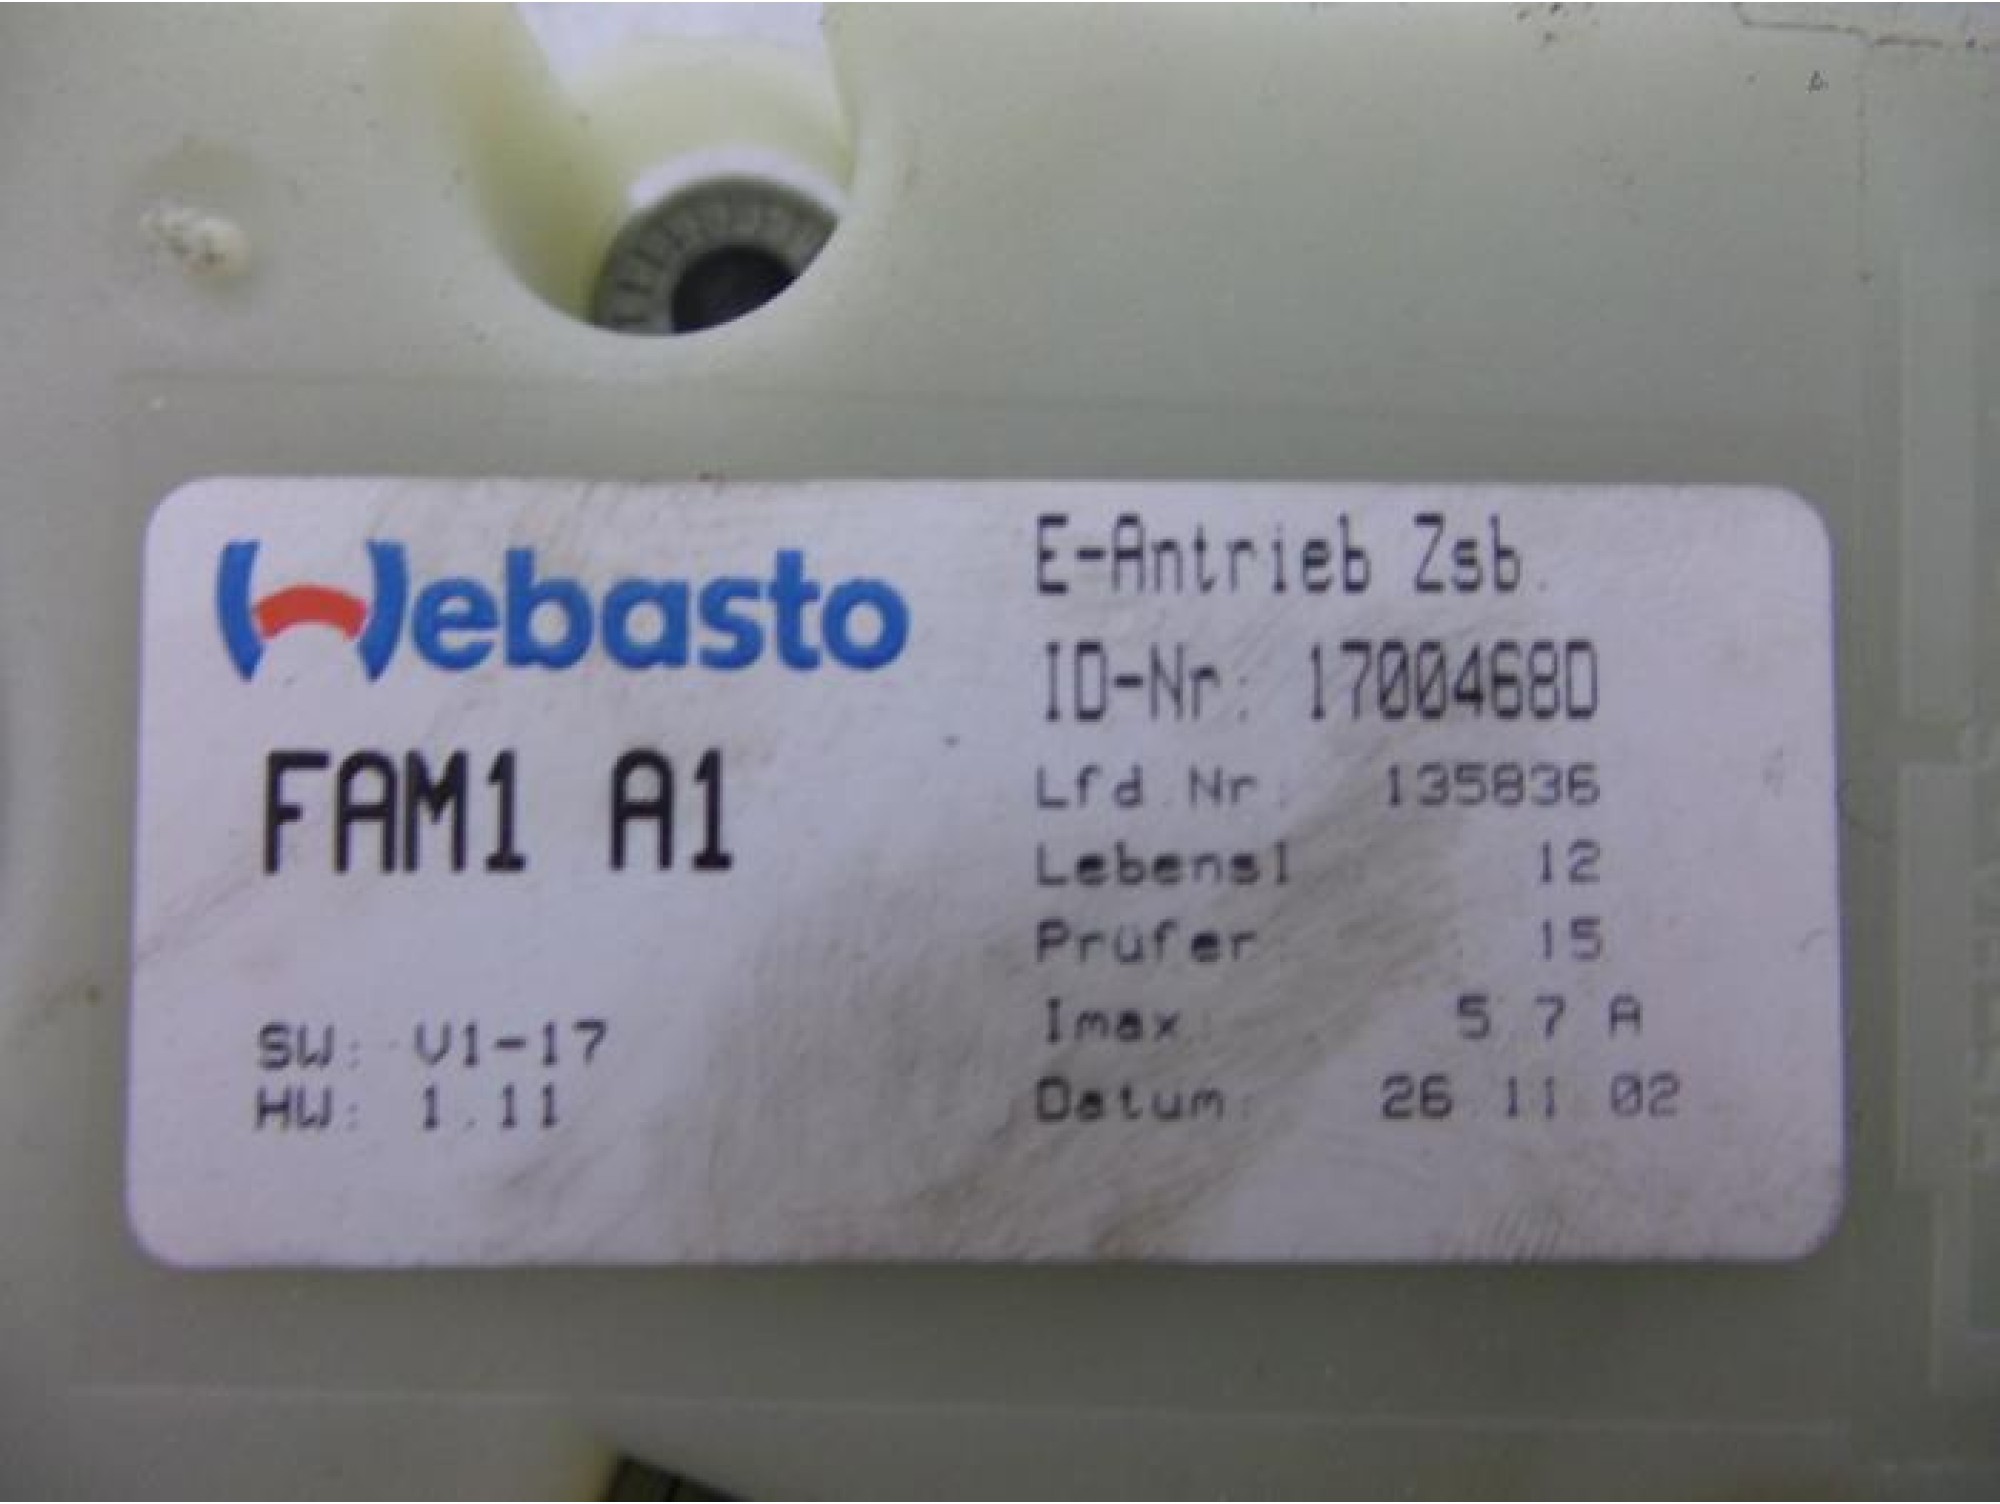 Webasto
FAM1 A1
SW: V1-17
HW: 1.11
E-Antrieb Zsb.
ID-Nr: 1700468D
Lfd.Nr.: 135836
Lebensl 12
Prüfer 15
Imax: 5.7 A
Datum: 26.11.02